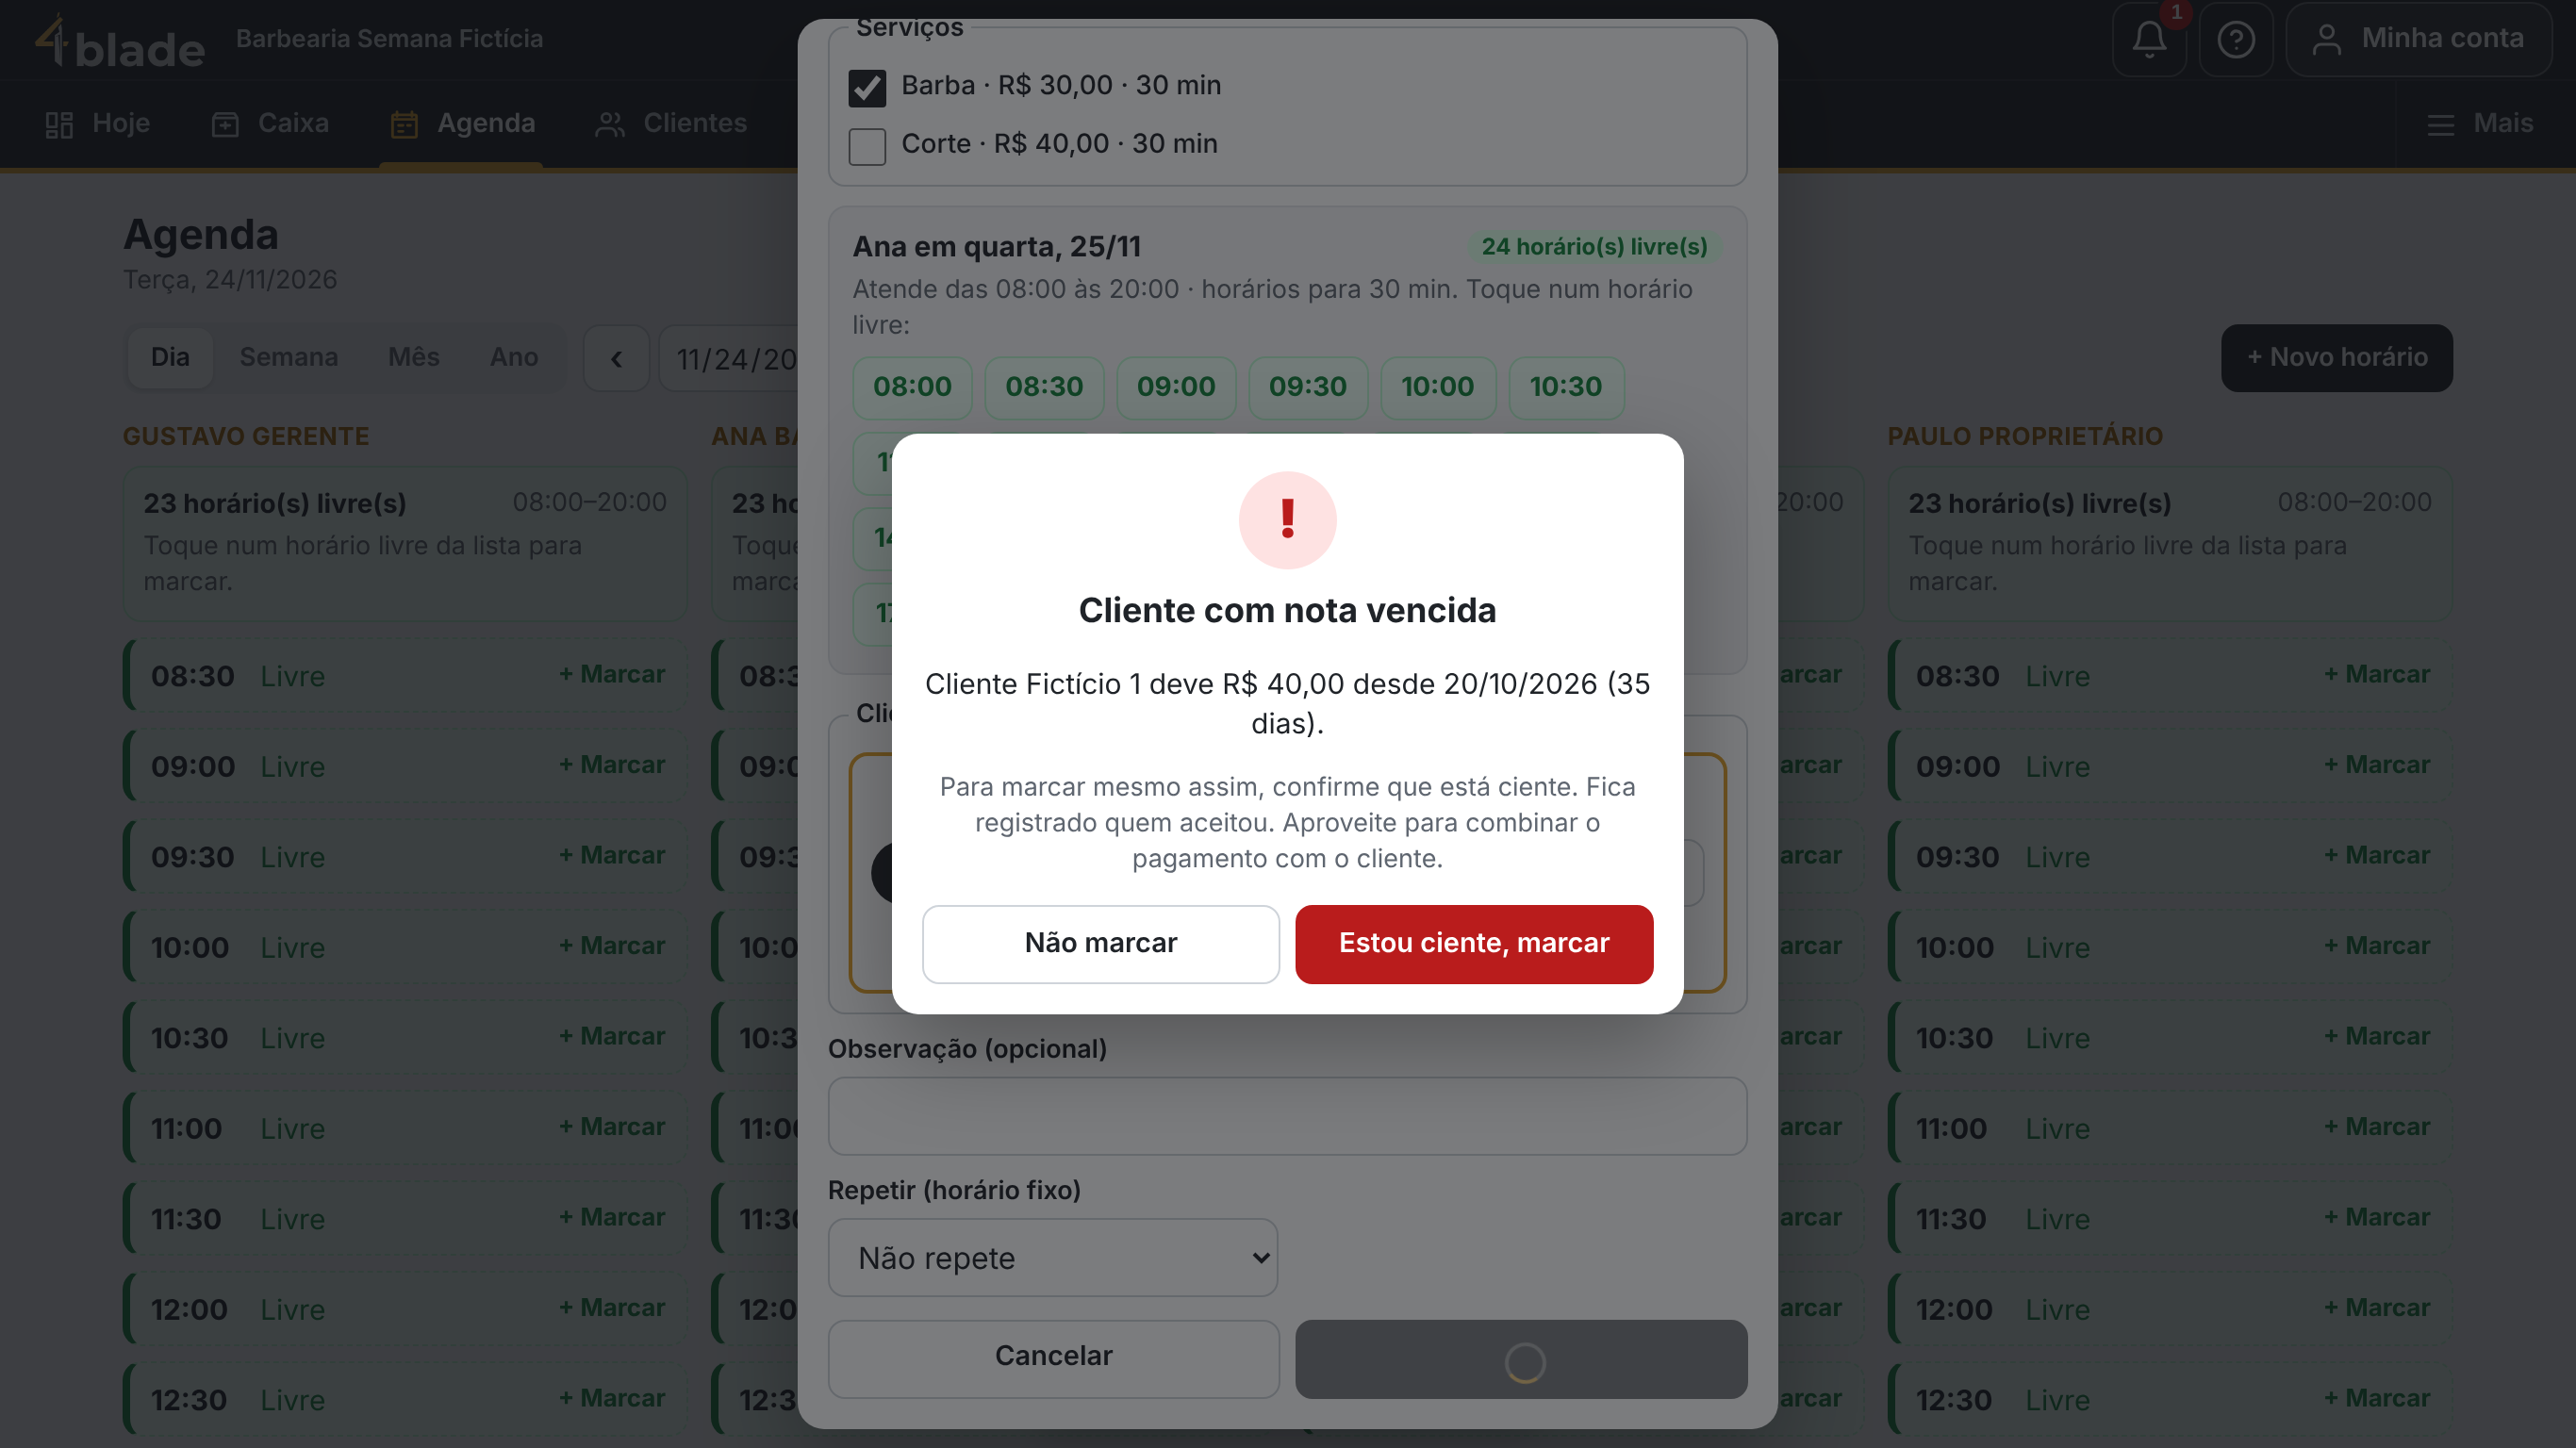 4blade
Barbearia Semana Fictícia
1
Minha conta
Hoje
Caixa
Agenda
Clientes
Mais
Agenda
Terça, 24/11/2026
Dia
Semana
Mês
Ano
‹
11/24/20
+ Novo horário
GUSTAVO GERENTE
23 horário(s) livre(s)
08:00–20:00
Toque num horário livre da lista para
marcar.
08:30 Livre + Marcar
09:00 Livre + Marcar
09:30 Livre + Marcar
10:00 Livre + Marcar
10:30 Livre + Marcar
11:00 Livre + Marcar
11:30 Livre + Marcar
12:00 Livre + Marcar
12:30 Livre + Marcar
ANA
23
Serviços
Barba · R$ 30,00 · 30 min
Corte · R$ 40,00 · 30 min
Ana em quarta, 25/11
24 horário(s) livre(s)
Atende das 08:00 às 20:00 · horários para 30 min. Toque num horário
livre:
08:00 08:30 09:00 09:30 10:00 10:30
!
Cliente com nota vencida
Cliente Fictício 1 deve R$ 40,00 desde 20/10/2026 (35
dias).
Para marcar mesmo assim, confirme que está ciente. Fica
registrado quem aceitou. Aproveite para combinar o
pagamento com o cliente.
Não marcar
Estou ciente, marcar
Observação (opcional)
Repetir (horário fixo)
Não repete
Cancelar
PAULO PROPRIETÁRIO
23 horário(s) livre(s)
08:00–20:00
Toque num horário livre da lista para
marcar.
08:30 Livre + Marcar
09:00 Livre + Marcar
09:30 Livre + Marcar
10:00 Livre + Marcar
10:30 Livre + Marcar
11:00 Livre + Marcar
11:30 Livre + Marcar
12:00 Livre + Marcar
12:30 Livre + Marcar